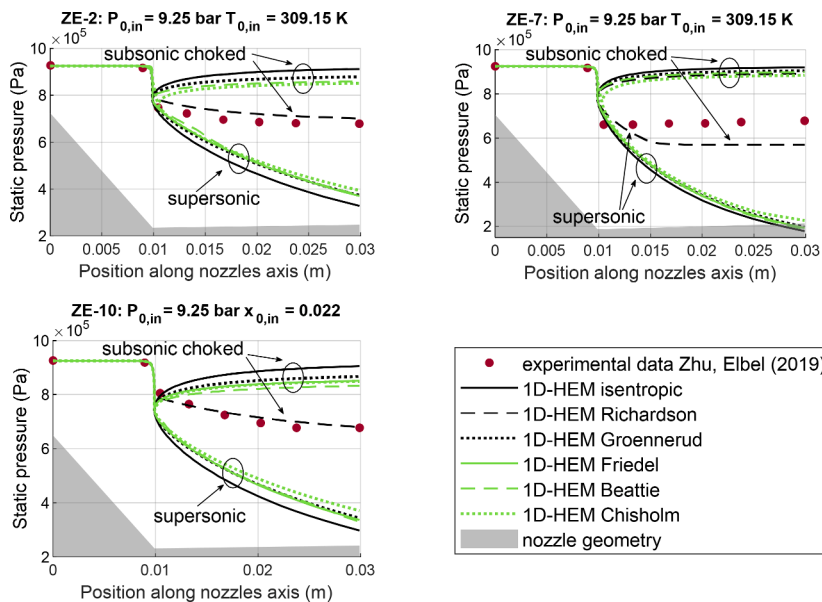 ZE-2: P0,in = 9.25 bar T0,in = 309.15 K
× 10^5
10
8
6
4
2
Static pressure (Pa)
subsonic choked
supersonic
0 0.005 0.01 0.015 0.02 0.025 0.03
Position along nozzles axis (m)
ZE-7: P0,in = 9.25 bar T0,in = 309.15 K
× 10^5
10
8
6
4
2
Static pressure (Pa)
subsonic choked
supersonic
0 0.005 0.01 0.015 0.02 0.025 0.03
Position along nozzles axis (m)
ZE-10: P0,in = 9.25 bar x0,in = 0.022
× 10^5
10
8
6
4
2
Static pressure (Pa)
subsonic choked
supersonic
0 0.005 0.01 0.015 0.02 0.025 0.03
Position along nozzles axis (m)
experimental data Zhu, Elbel (2019)
1D-HEM isentropic
1D-HEM Richardson
1D-HEM Groennerud
1D-HEM Friedel
1D-HEM Beattie
1D-HEM Chisholm
nozzle geometry